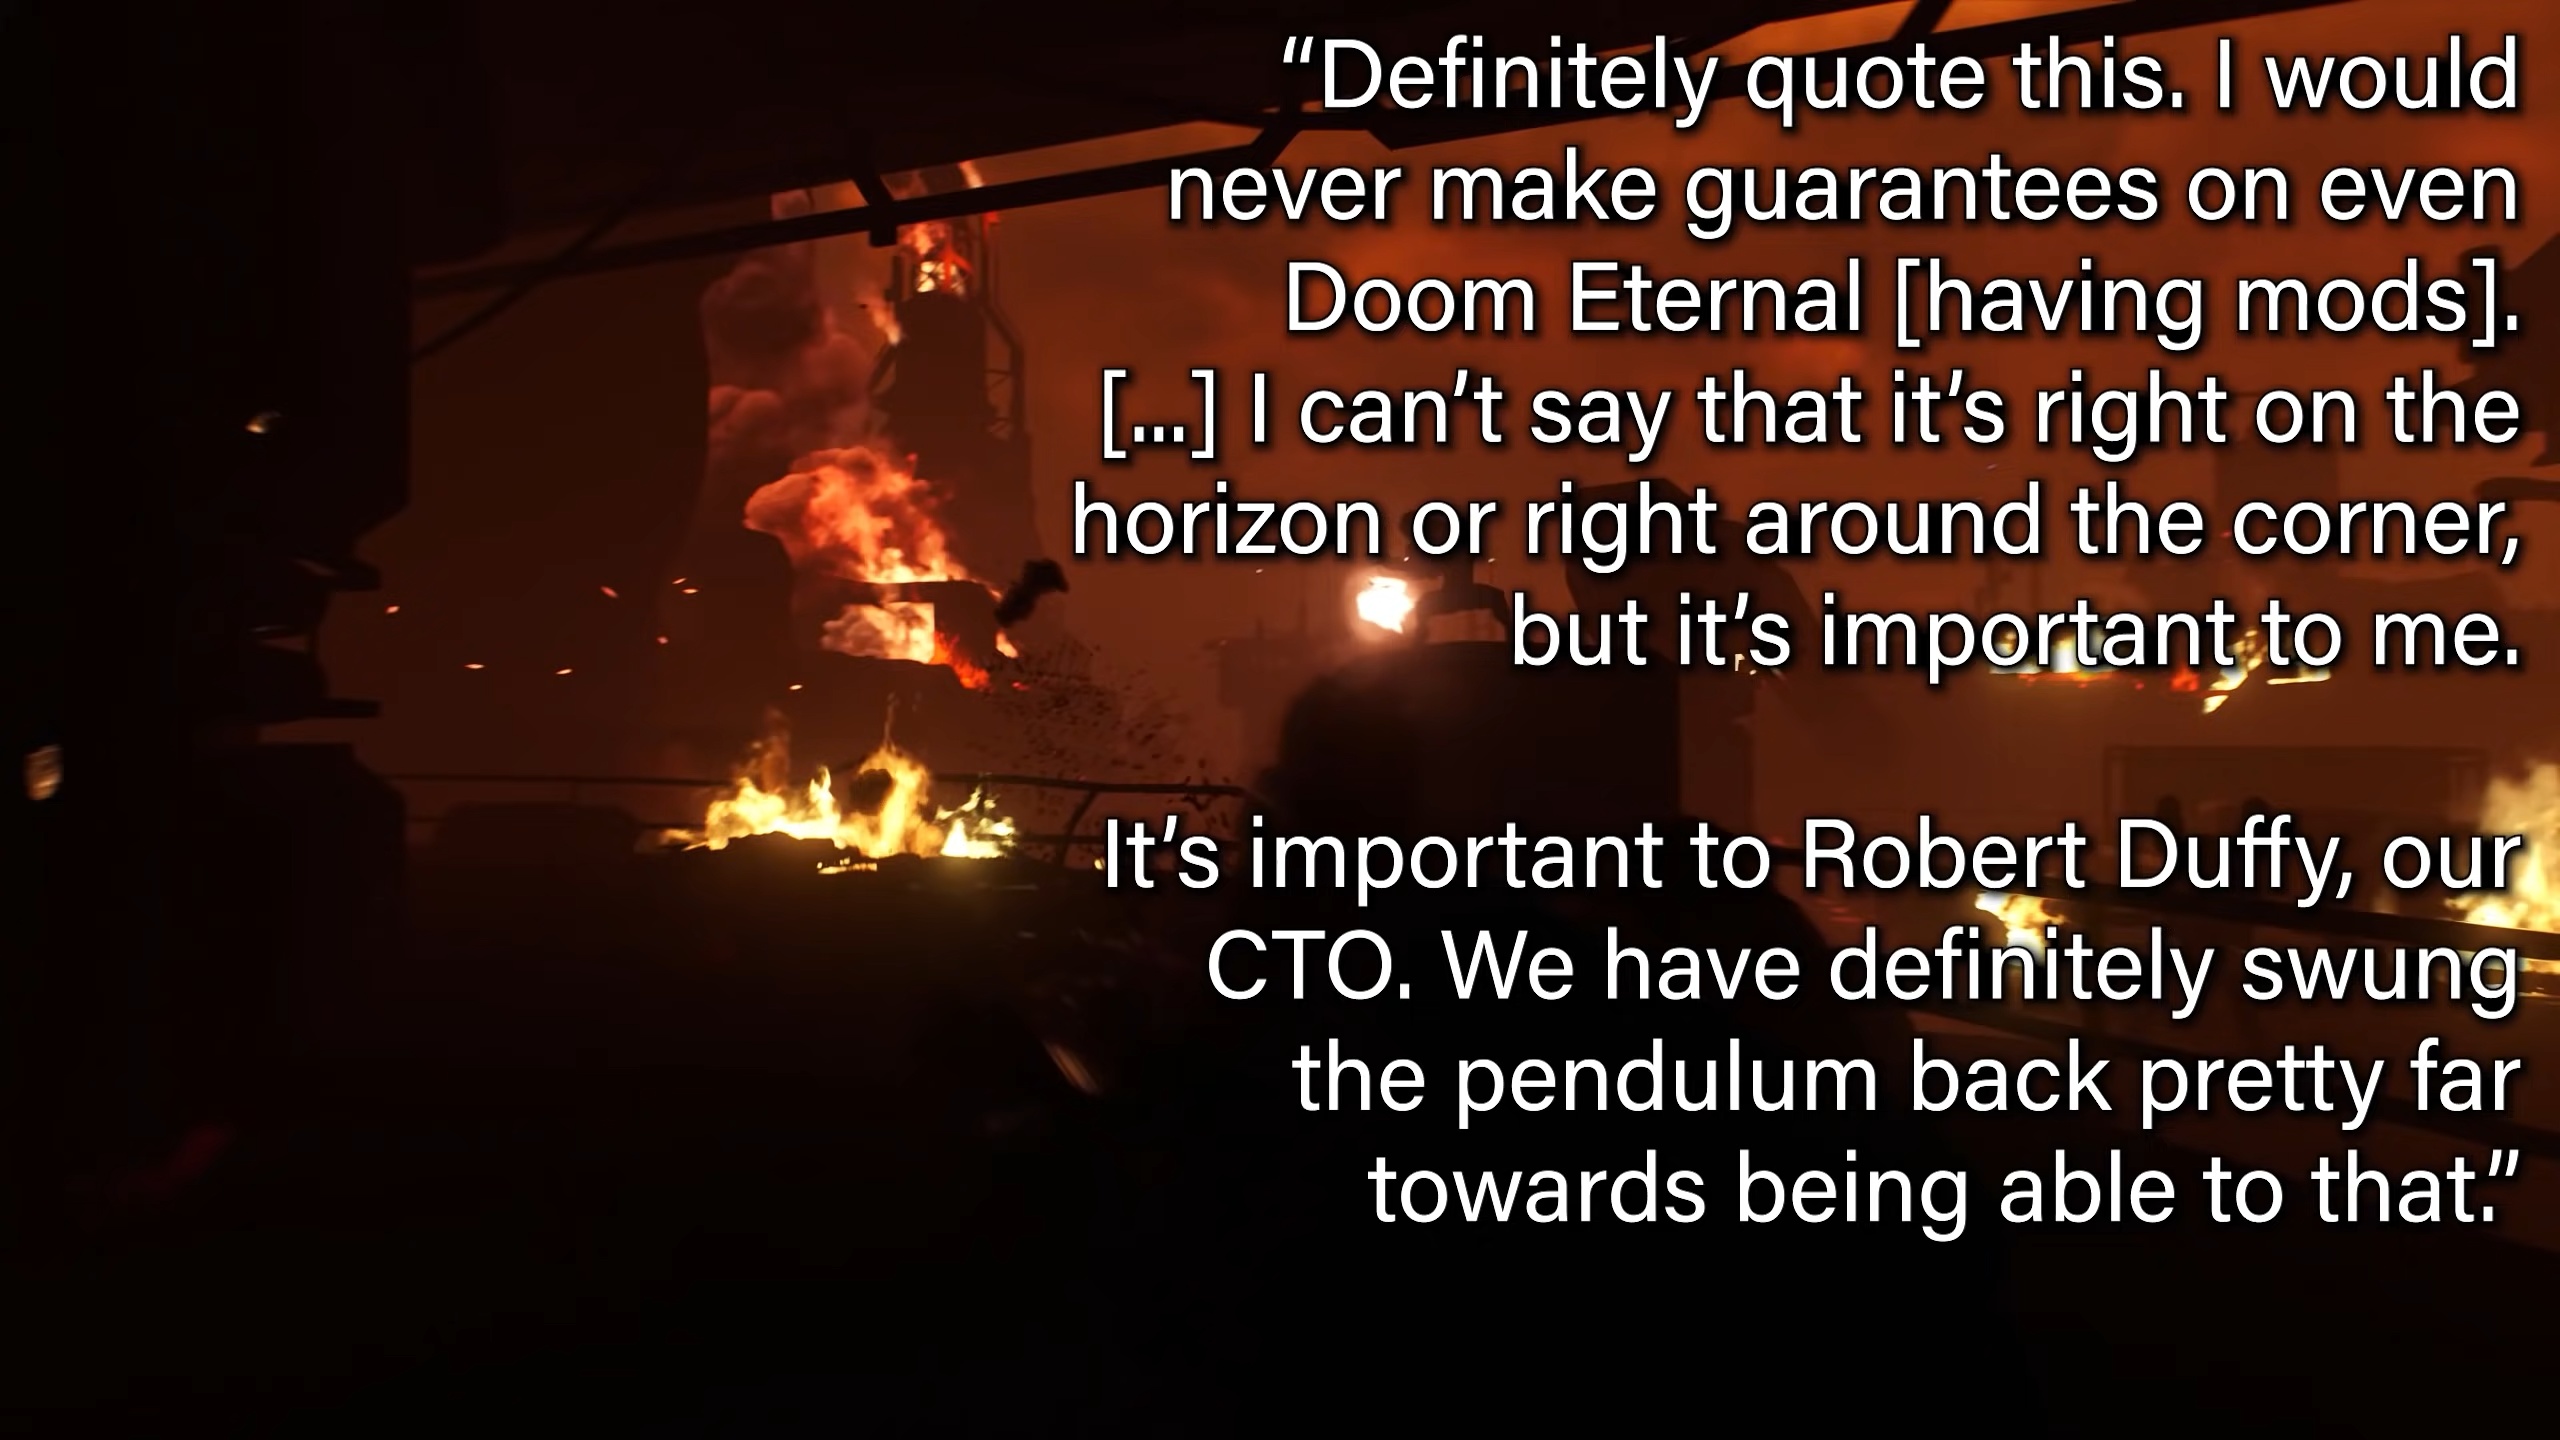 “Definitely quote this. I would
never make guarantees on even
Doom Eternal [having mods].
[...] I can’t say that it’s right on the
horizon or right around the corner,
but it’s important to me.
It’s important to Robert Duffy, our
CTO. We have definitely swung
the pendulum back pretty far
towards being able to that.”